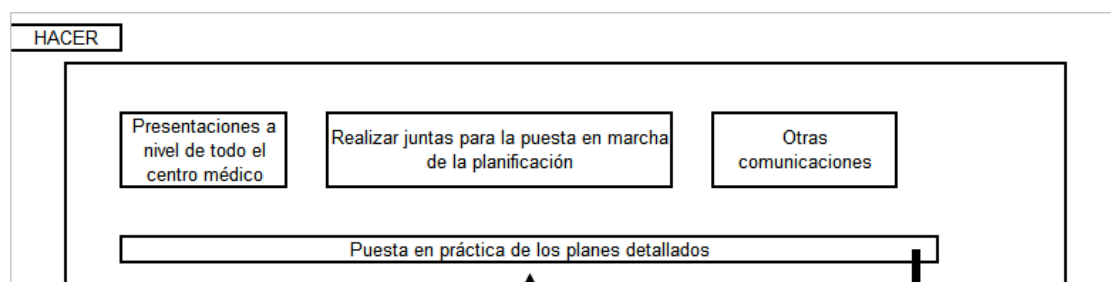 HACER
Presentaciones a
nivel de todo el
centro médico
Realizar juntas para la puesta en marcha
de la planificación
Otras
comunicaciones
Puesta en práctica de los planes detallados